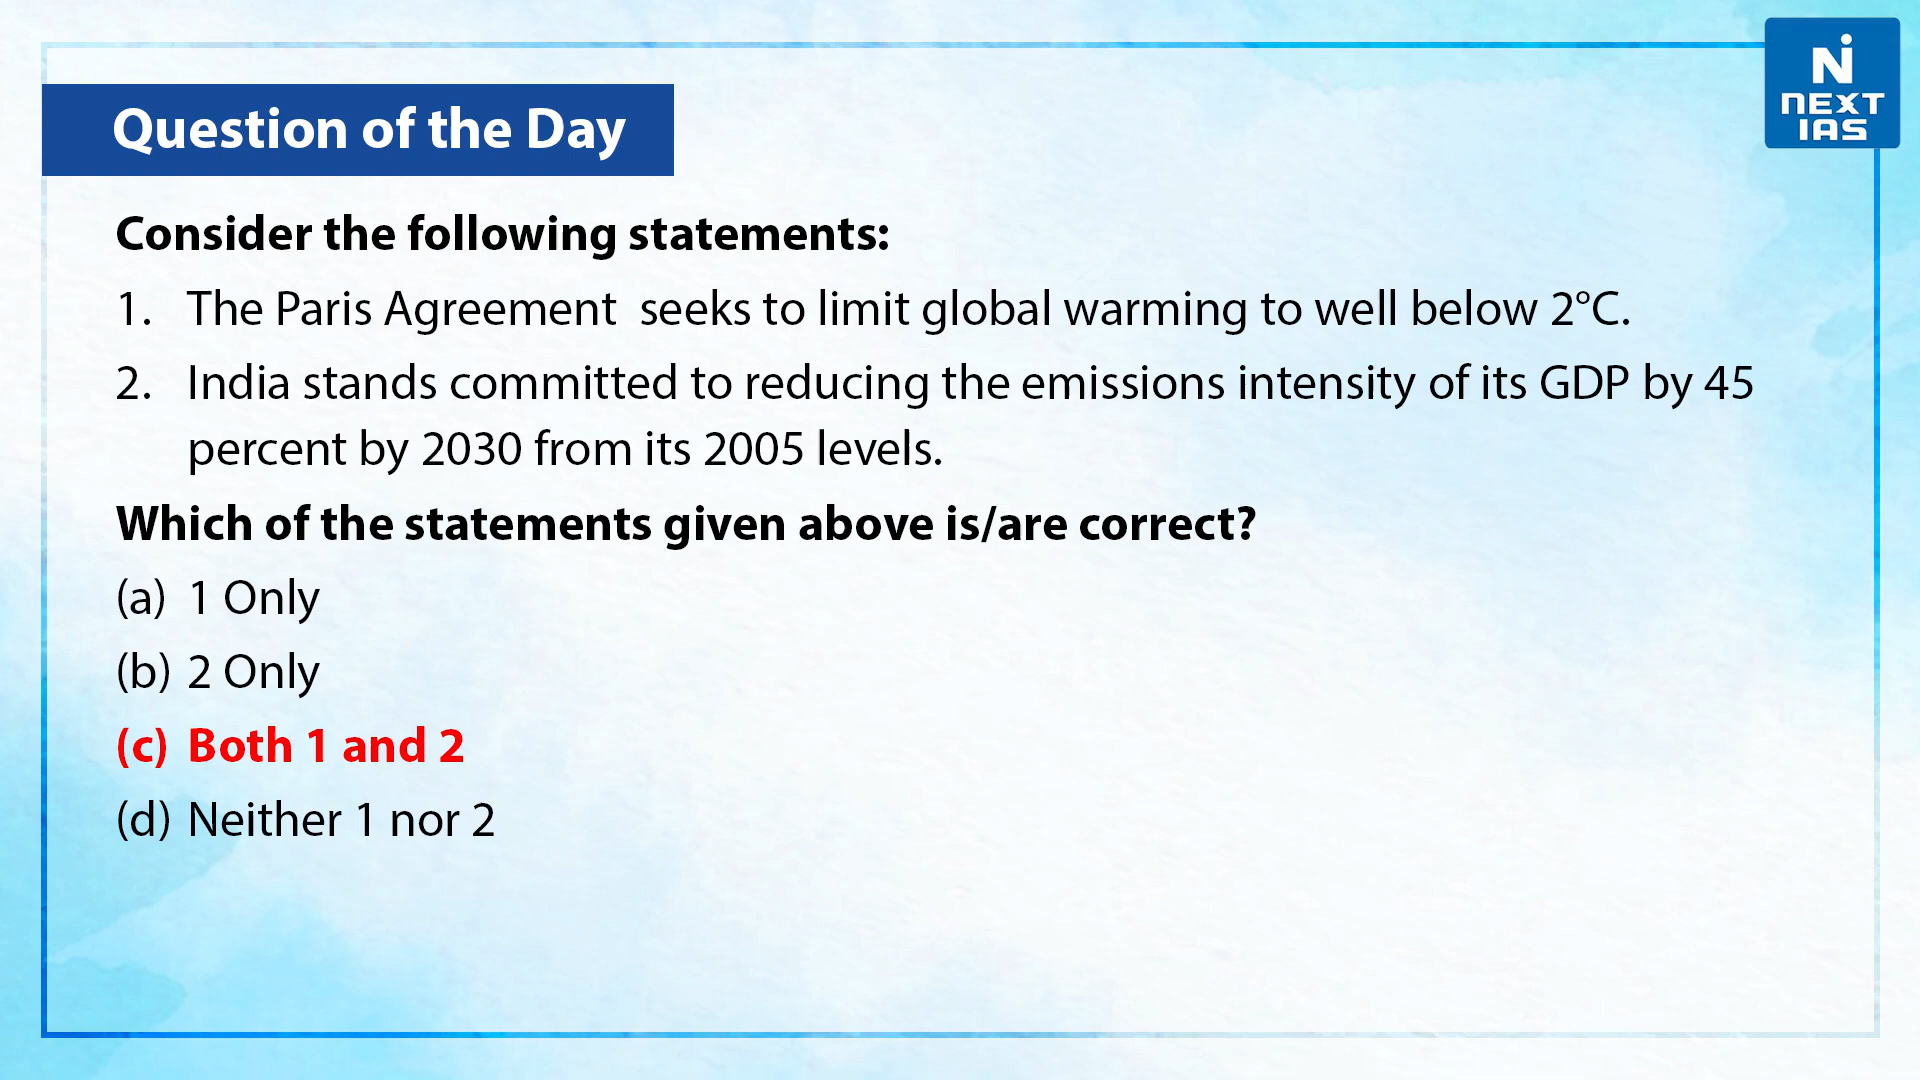 NEXT
IAS
Question of the Day
Consider the following statements:
1. The Paris Agreement seeks to limit global warming to well below 2°C.
2. India stands committed to reducing the emissions intensity of its GDP by 45
percent by 2030 from its 2005 levels.
Which of the statements given above is/are correct?
(a) 1 Only
(b) 2 Only
(c) Both 1 and 2
(d) Neither 1 nor 2